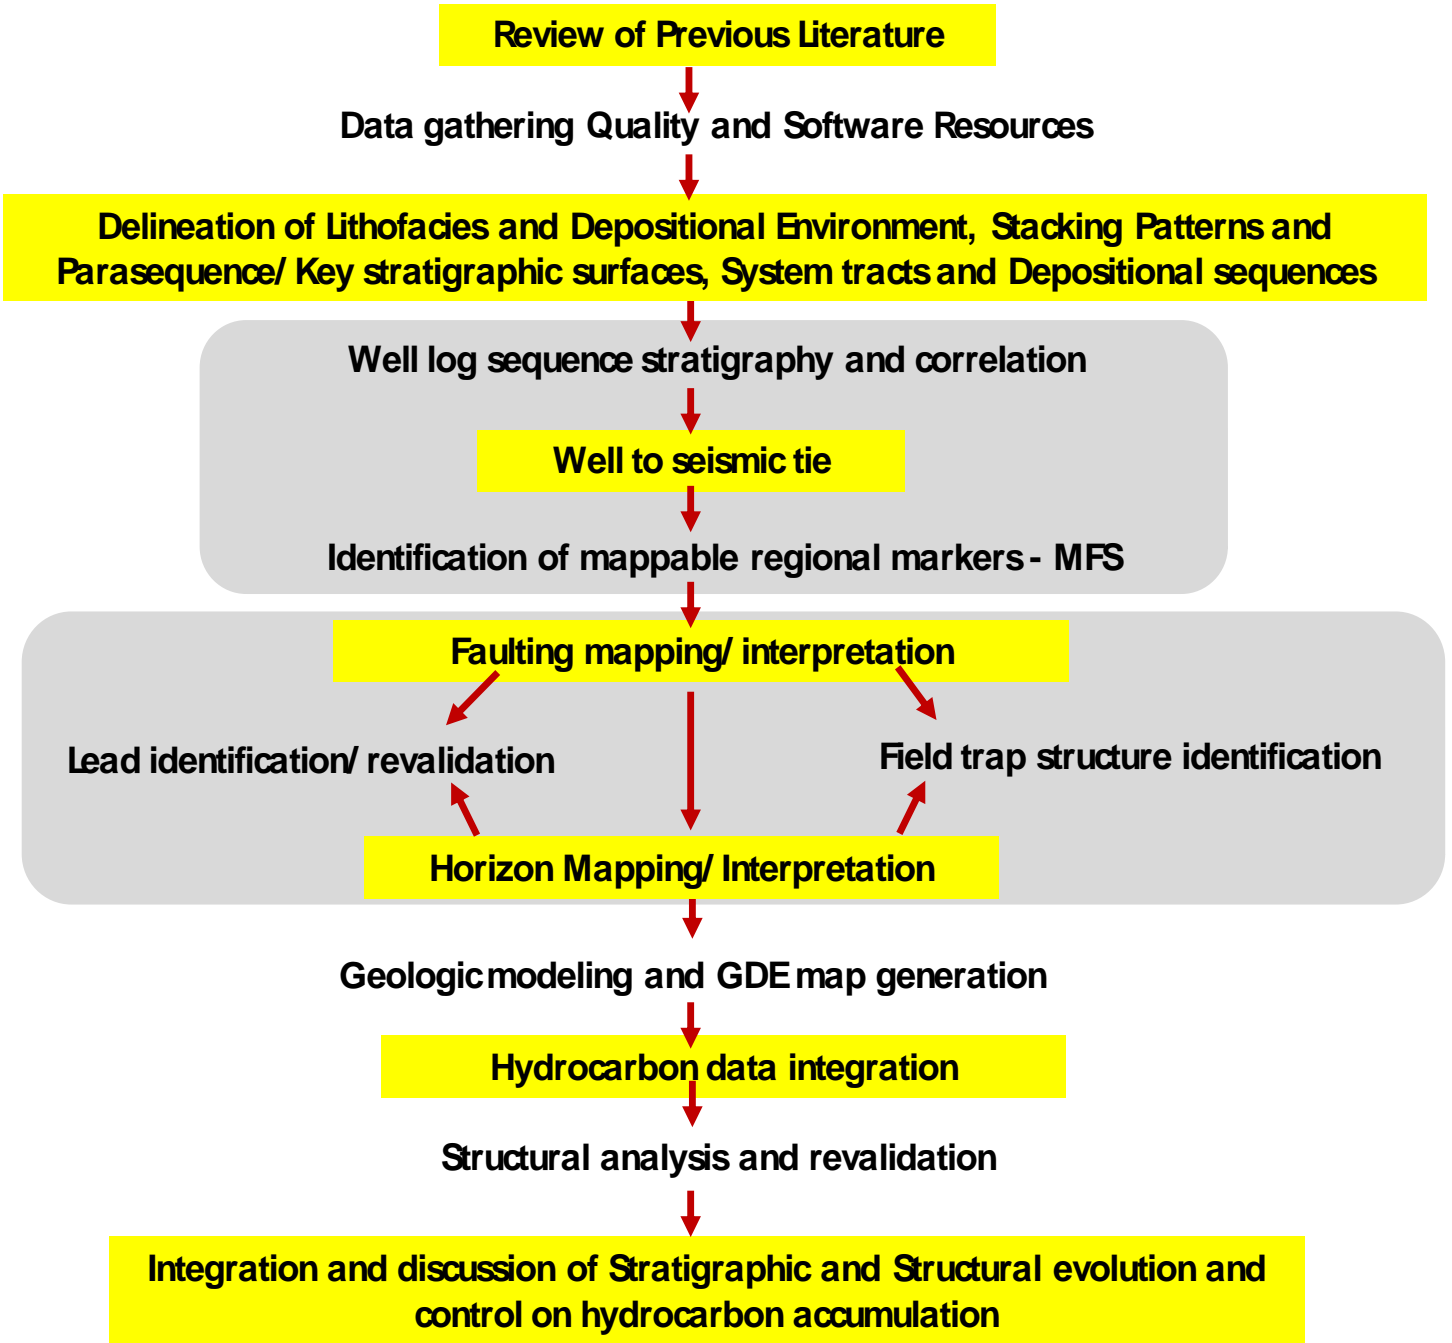 Review of Previous Literature
Data gathering Quality and Software Resources
Delineation of Lithofacies and Depositional Environment, Stacking Patterns and
Parasequence/ Key stratigraphic surfaces, System tracts and Depositional sequences
Well log sequence stratigraphy and correlation
Well to seismic tie
Identification of mappable regional markers - MFS
Faulting mapping/ interpretation
Lead identification/ revalidation
Field trap structure identification
Horizon Mapping/ Interpretation
Geologic modeling and GDE map generation
Hydrocarbon data integration
Structural analysis and revalidation
Integration and discussion of Stratigraphic and Structural evolution and
control on hydrocarbon accumulation